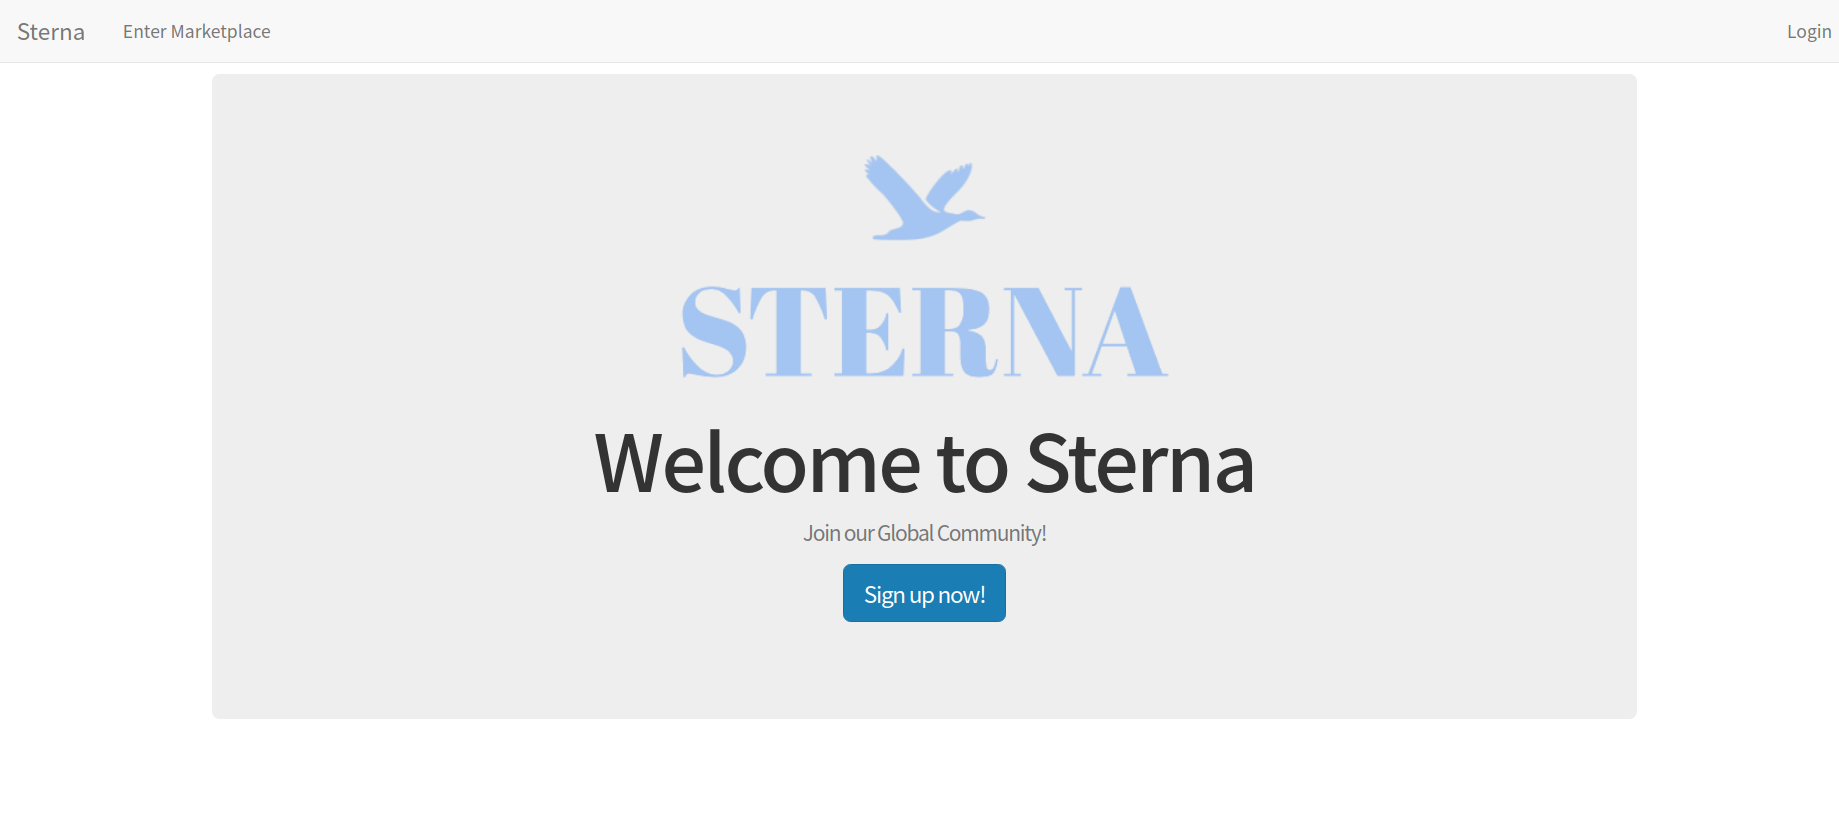 Sterna Enter Marketplace Login
STERNA
Welcome to Sterna
Join our Global Community!
Sign up now!